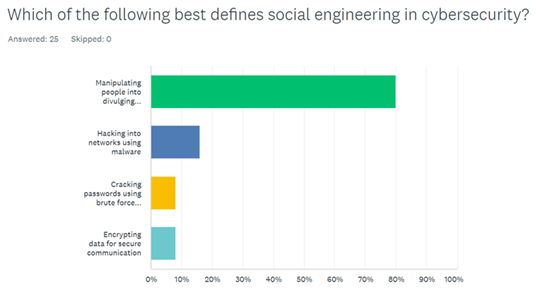 Which of the following best defines social engineering in cybersecurity?
Answered: 25 Skipped: 0
Manipulating
people into
divulging...
Hacking into
networks using
malware
Cracking
passwords using
brute force...
Encrypting
data for secure
communication
0% 10% 20% 30% 40% 50% 60% 70% 80% 90% 100%